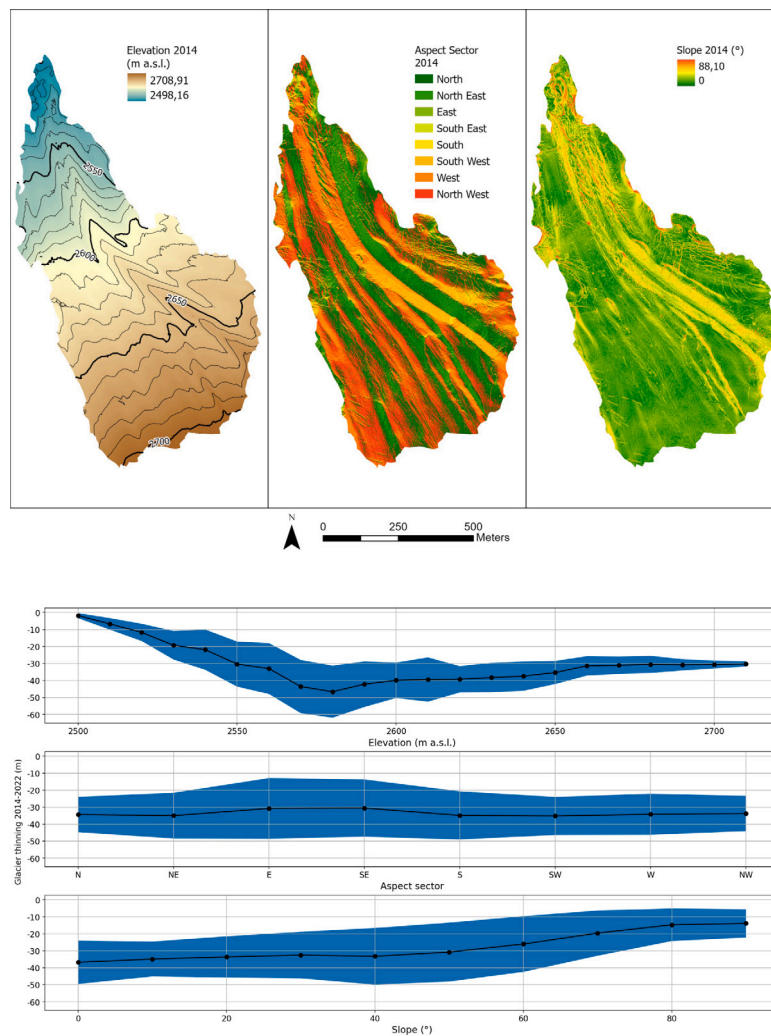 Elevation 2014
(m a.s.l.)
2708,91
2498,16
2550
2600
2650
2700
Aspect Sector
2014
North
North East
East
South East
South
South West
West
North West
Slope 2014 (°)
88,10
0
N
0 250 500
Meters
0
-10
-20
-30
-40
-50
-60
2500 2550 2600 2650 2700
Elevation (m a.s.l.)
Glacier thinning 2014-2022 (m)
0
-10
-20
-30
-40
-50
-60
N NE E SE S SW W NW
Aspect sector
0
-10
-20
-30
-40
-50
-60
0 20 40 60 80
Slope (°)